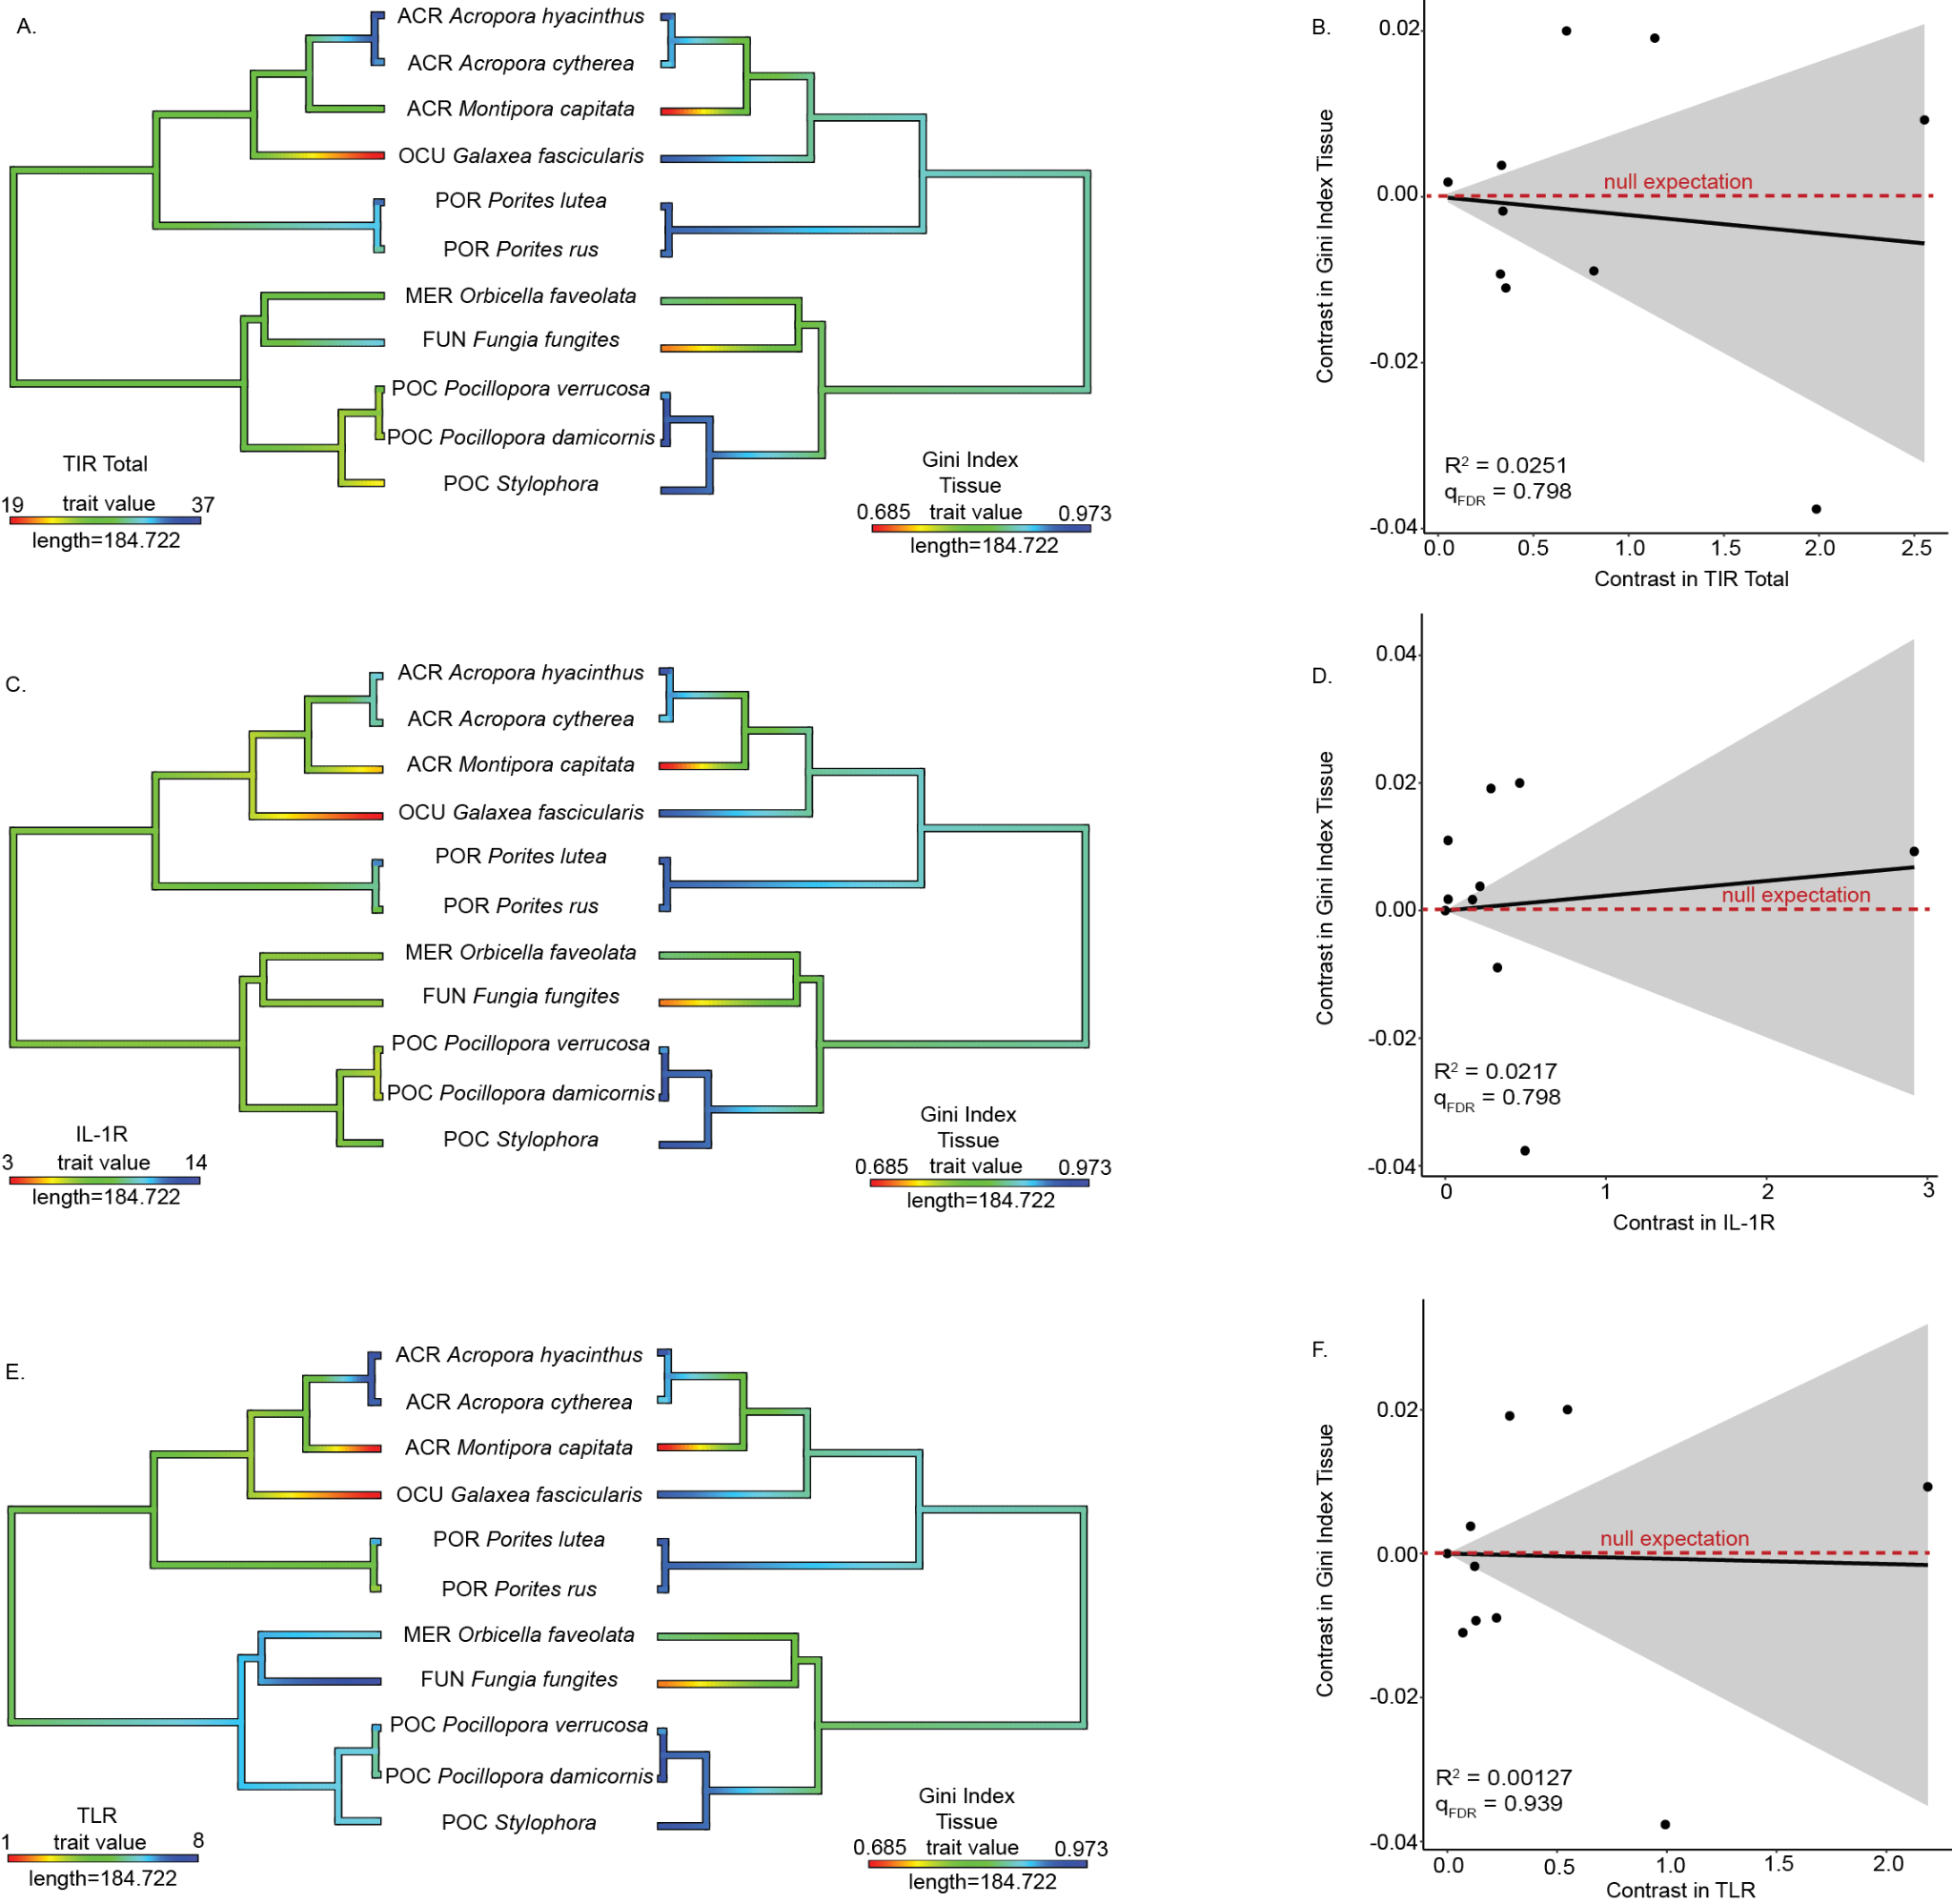 A.
ACR Acropora hyacinthus
ACR Acropora cytherea
ACR Montipora capitata
OCU Galaxea fascicularis
POR Porites lutea
POR Porites rus
MER Orbicella faveolata
FUN Fungia fungites
POC Pocillopora verrucosa
POC Pocillopora damicornis
POC Stylophora
TIR Total
19 trait value 37
length=184.722
Gini Index
Tissue
0.685 trait value 0.973
length=184.722
B.
Contrast in Gini Index Tissue
0.02
0.00
-0.02
-0.04
null expectation
R² = 0.0251
qFDR = 0.798
0.0 0.5 1.0 1.5 2.0 2.5
Contrast in TIR Total
C.
ACR Acropora hyacinthus
ACR Acropora cytherea
ACR Montipora capitata
OCU Galaxea fascicularis
POR Porites lutea
POR Porites rus
MER Orbicella faveolata
FUN Fungia fungites
POC Pocillopora verrucosa
POC Pocillopora damicornis
POC Stylophora
IL-1R
3 trait value 14
length=184.722
Gini Index
Tissue
0.685 trait value 0.973
length=184.722
D.
Contrast in Gini Index Tissue
0.04
0.02
0.00
-0.02
-0.04
null expectation
R² = 0.0217
qFDR = 0.798
0 1 2 3
Contrast in IL-1R
E.
ACR Acropora hyacinthus
ACR Acropora cytherea
ACR Montipora capitata
OCU Galaxea fascicularis
POR Porites lutea
POR Porites rus
MER Orbicella faveolata
FUN Fungia fungites
POC Pocillopora verrucosa
POC Pocillopora damicornis
POC Stylophora
TLR
1 trait value 8
length=184.722
Gini Index
Tissue
0.685 trait value 0.973
length=184.722
F.
Contrast in Gini Index Tissue
0.02
0.00
-0.02
-0.04
null expectation
R² = 0.00127
qFDR = 0.939
0.0 0.5 1.0 1.5 2.0
Contrast in TLR